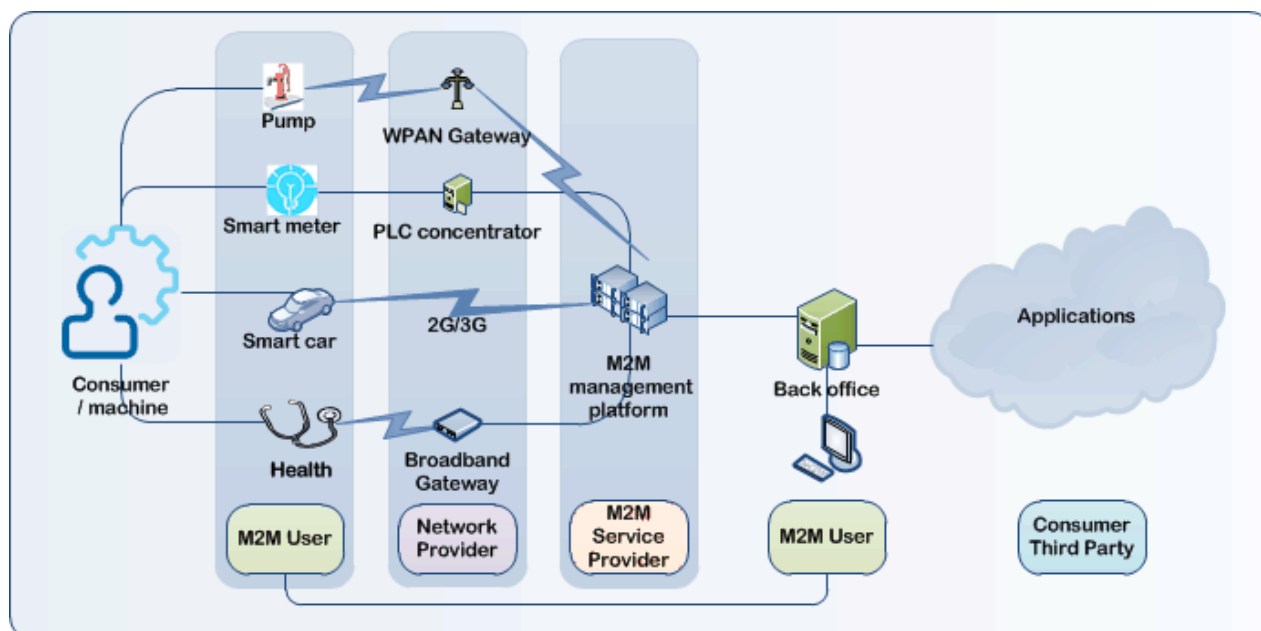 Pump
WPAN Gateway
Smart meter
PLC concentrator
Smart car
2G/3G
Applications
Consumer
/ machine
M2M
management
platform
Back office
Health
Broadband
Gateway
M2M User
Network
Provider
M2M
Service
Provider
M2M User
Consumer
Third Party